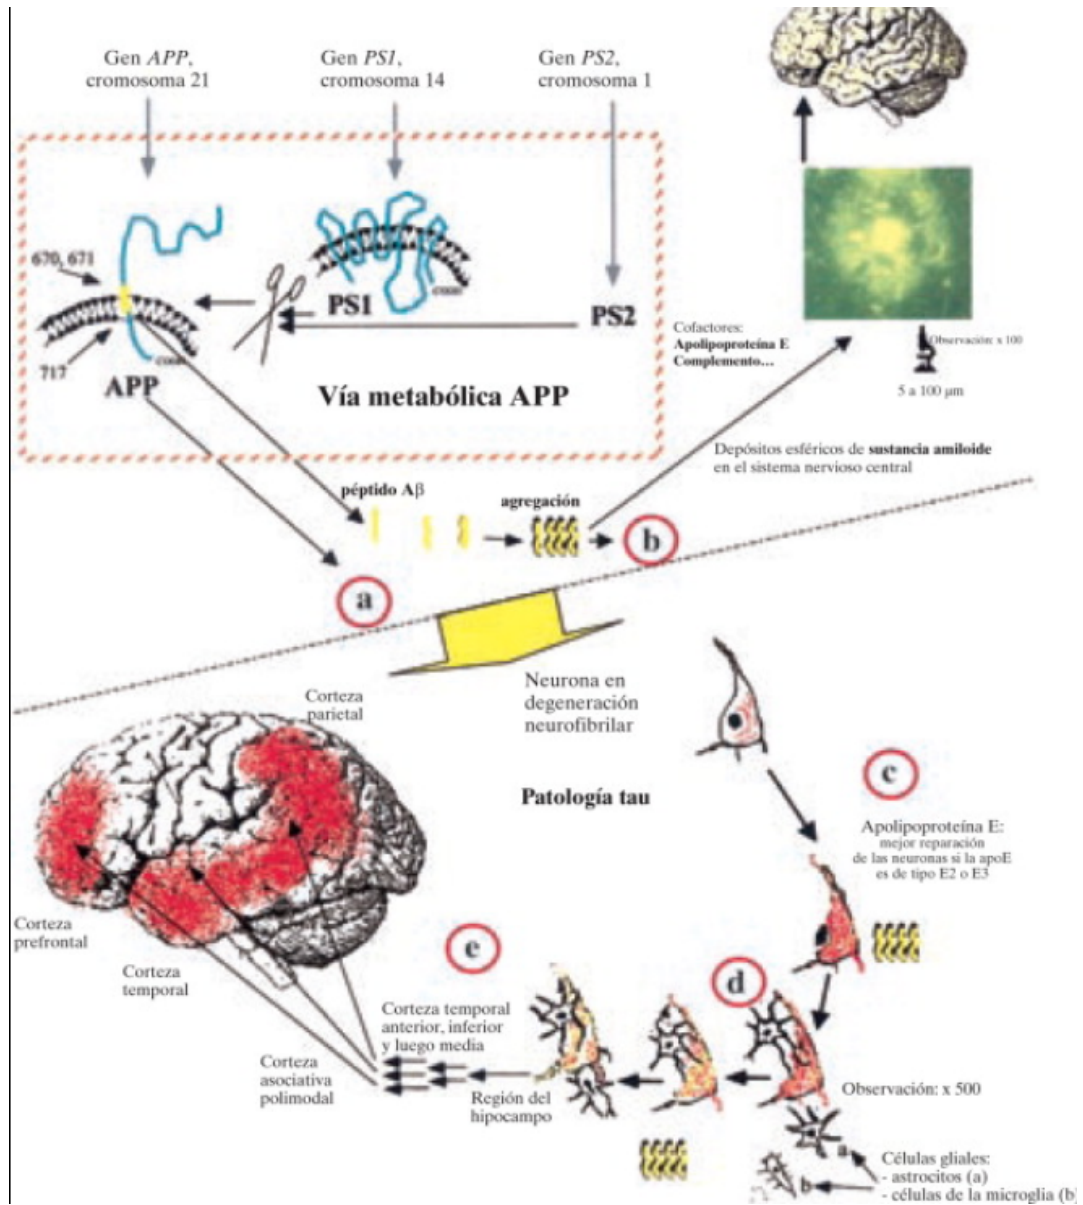 Gen APP,
cromosoma 21
Gen PS1,
cromosoma 14
Gen PS2,
cromosoma 1
670, 671
717
APP
COOH
PS1
COOH
PS2
Vía metabólica APP
Cofactores:
Apolipoproteína E
Complemento...
Observación: x 100
5 a 100 µm
Depósitos esféricos de sustancia amiloide
en el sistema nervioso central
péptido Aβ
agregación
b
a
Neurona en
degeneración
neurofibrilar
Corteza
parietal
Patología tau
c
Apolipoproteína E:
mejor reparación
de las neuronas si la apoE
es de tipo E2 o E3
Corteza
prefrontal
Corteza
temporal
e
d
Corteza temporal
anterior, inferior
y luego media
Corteza
asociativa
polimodal
Región del
hipocampo
Observación: x 500
a
b
Células gliales:
- astrocitos (a)
- células de la microglia (b)